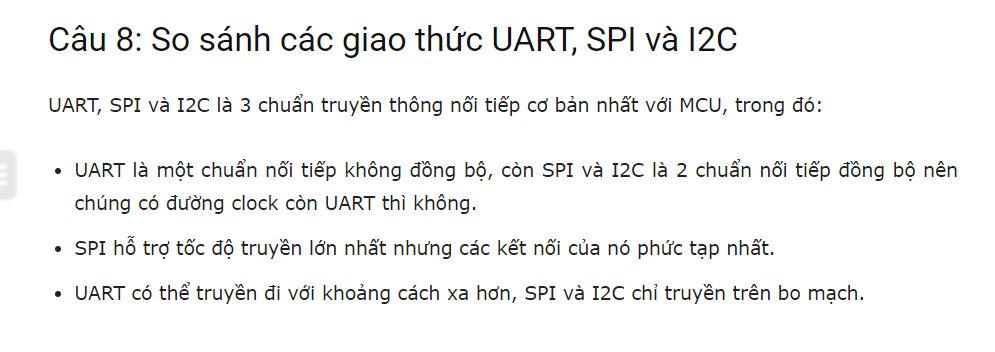 Câu 8: So sánh các giao thức UART, SPI và I2C
UART, SPI và I2C là 3 chuẩn truyền thông nối tiếp cơ bản nhất với MCU, trong đó:
• UART là một chuẩn nối tiếp không đồng bộ, còn SPI và I2C là 2 chuẩn nối tiếp đồng bộ nên
chúng có đường clock còn UART thì không.
• SPI hỗ trợ tốc độ truyền lớn nhất nhưng các kết nối của nó phức tạp nhất.
• UART có thể truyền đi với khoảng cách xa hơn, SPI và I2C chỉ truyền trên bo mạch.